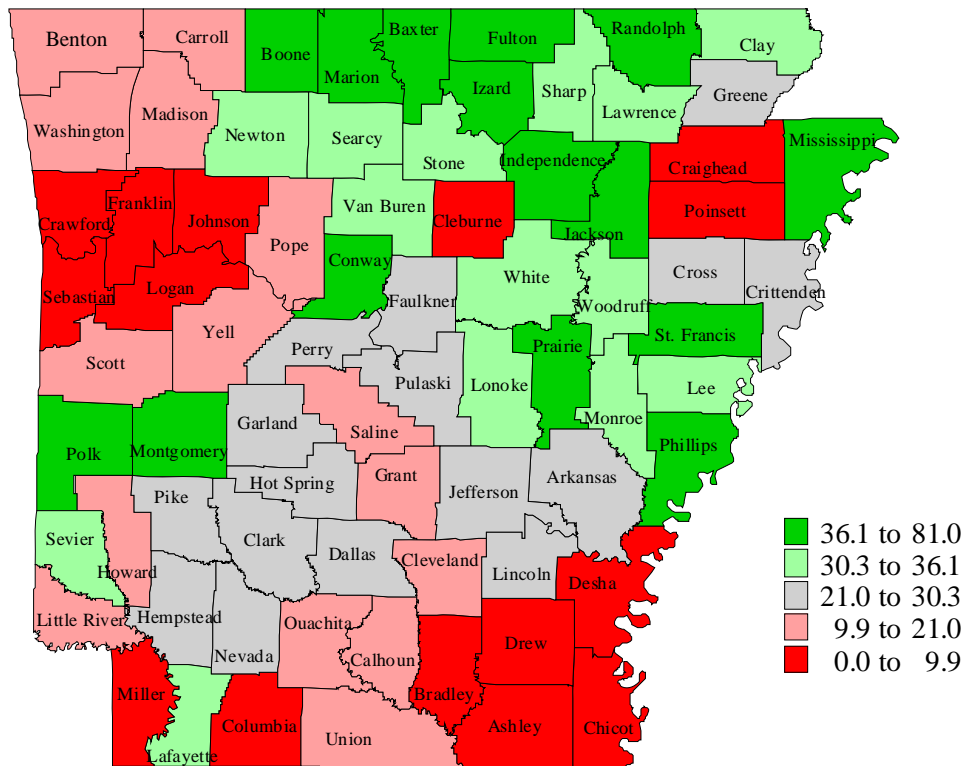 Benton
Carroll
Boone
Marion
Baxter
Fulton
Randolph
Clay
Izard
Sharp
Lawrence
Greene
Washington
Madison
Newton
Searcy
Stone
Independence
Jackson
Craighead
Mississippi
Poinsett
Crawford
Franklin
Johnson
Pope
Van Buren
Cleburne
Conway
White
Woodruff
Cross
Crittenden
Sebastian
Logan
Yell
Faulkner
Perry
Prairie
St. Francis
Scott
Pulaski
Lonoke
Lee
Monroe
Garland
Saline
Polk
Montgomery
Phillips
Hot Spring
Grant
Jefferson
Arkansas
Pike
Clark
Dallas
Sevier
Howard
Cleveland
Lincoln
Desha
Little River
Hempstead
Nevada
Ouachita
Calhoun
Bradley
Drew
Miller
Lafayette
Columbia
Union
Ashley
Chicot
36.1 to 81.0
30.3 to 36.1
21.0 to 30.3
9.9 to 21.0
0.0 to 9.9